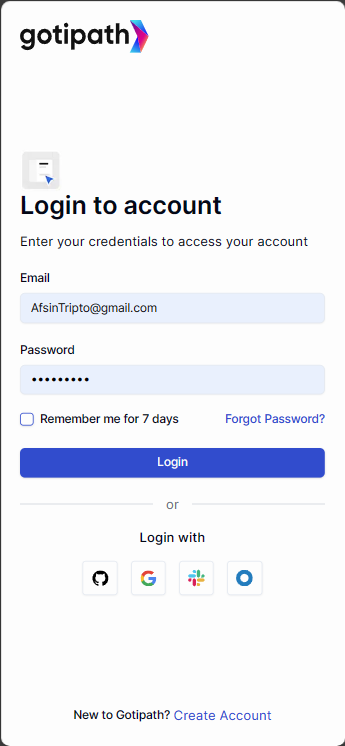 gotipath
Login to account
Enter your credentials to access your account
Email
AfsinTripto@gmail.com
Password
•••••••••
Remember me for 7 days Forgot Password?
Login
or
Login with
New to Gotipath? Create Account